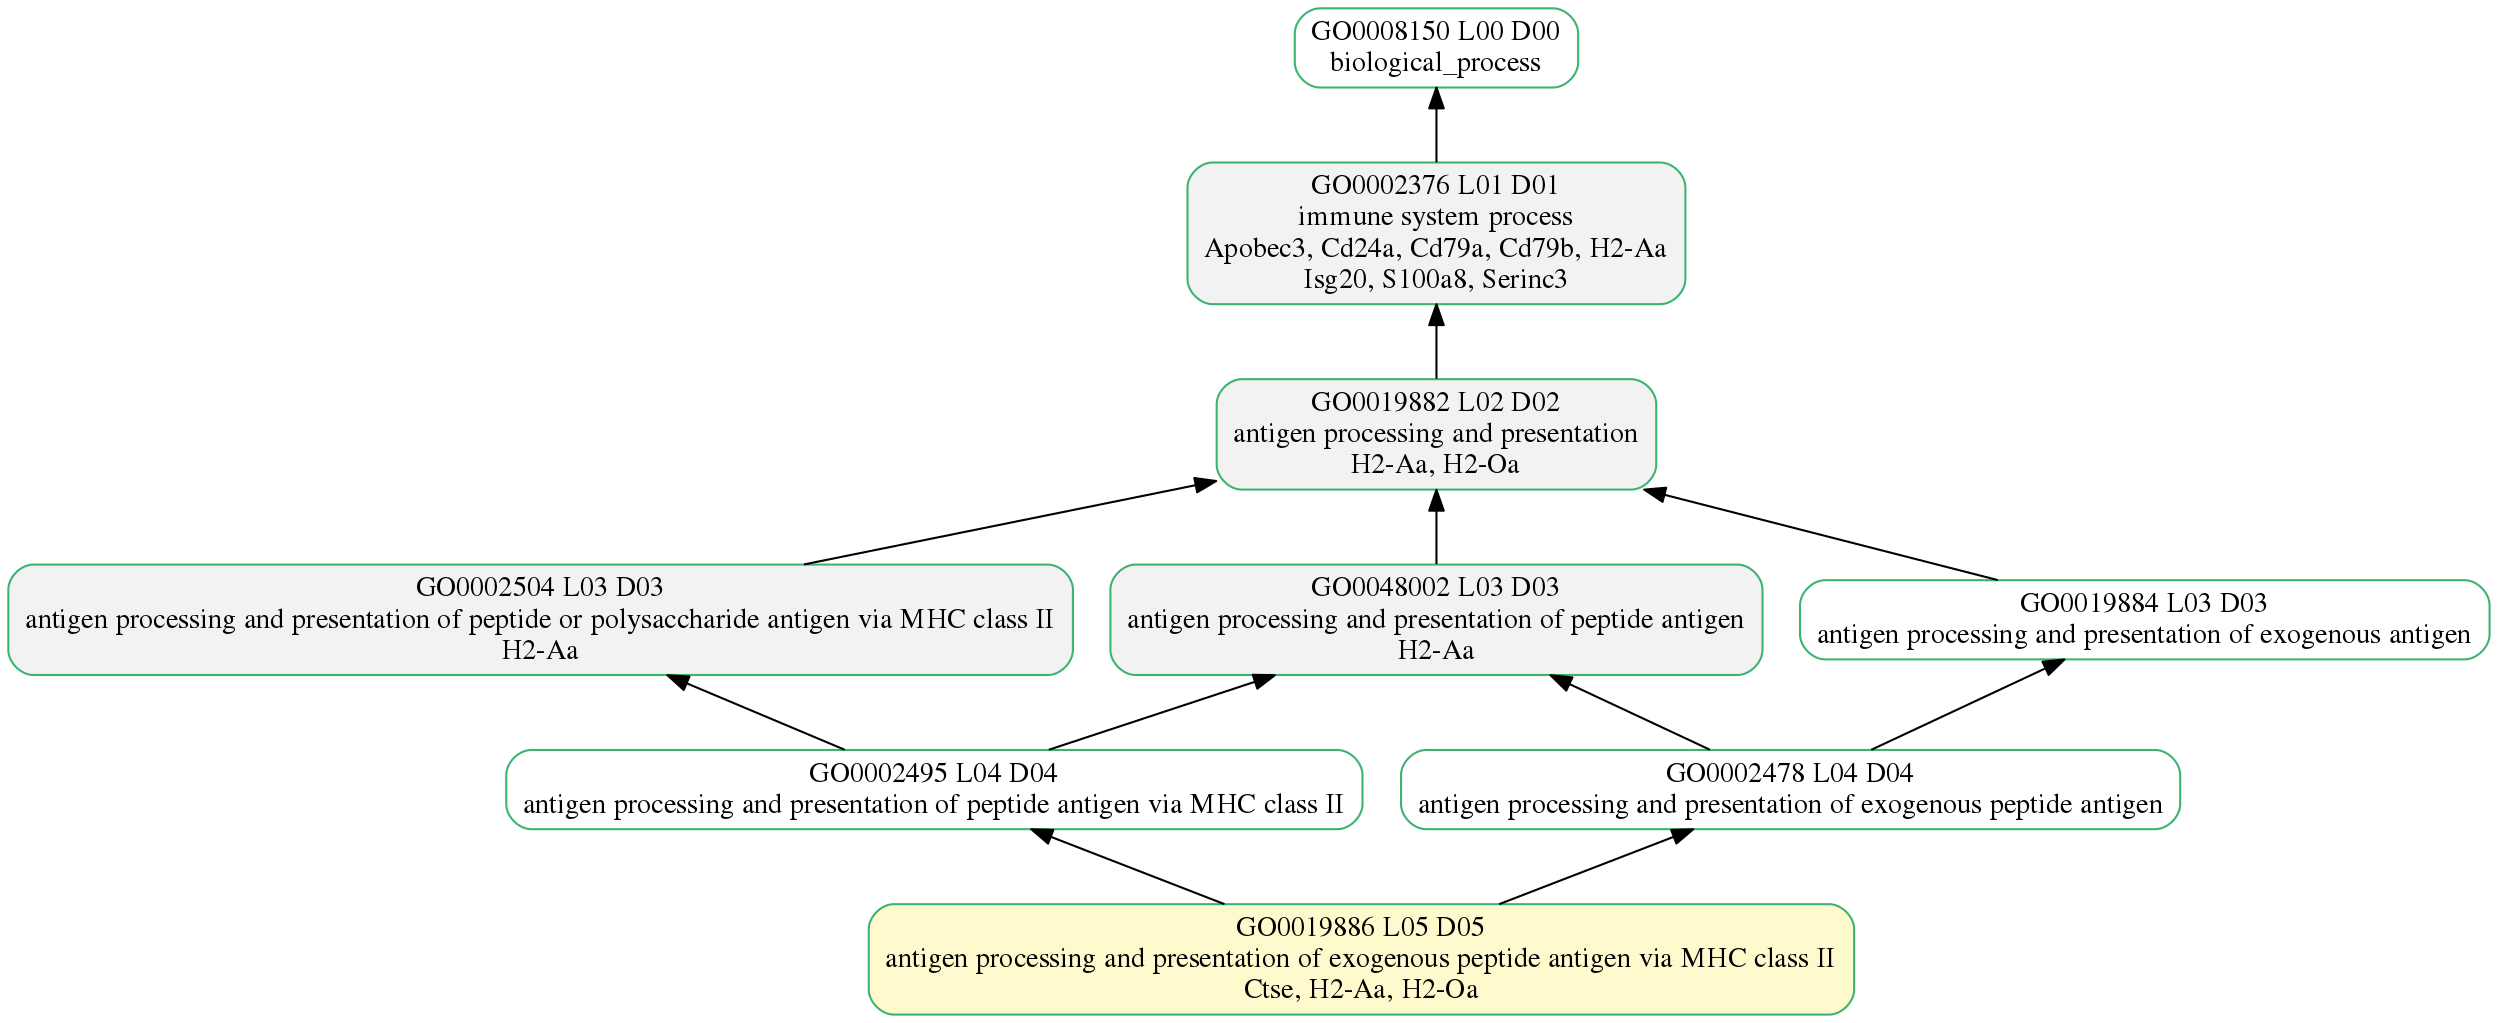 GO0008150 L00 D00
biological_process
GO0002376 L01 D01
immune system process
Apobec3, Cd24a, Cd79a, Cd79b, H2-Aa
Isg20, S100a8, Serinc3
GO0019882 L02 D02
antigen processing and presentation
H2-Aa, H2-Oa
GO0002504 L03 D03
antigen processing and presentation of peptide or polysaccharide antigen via MHC class II
H2-Aa
GO0048002 L03 D03
antigen processing and presentation of peptide antigen
H2-Aa
GO0019884 L03 D03
antigen processing and presentation of exogenous antigen
GO0002495 L04 D04
antigen processing and presentation of peptide antigen via MHC class II
GO0002478 L04 D04
antigen processing and presentation of exogenous peptide antigen
GO0019886 L05 D05
antigen processing and presentation of exogenous peptide antigen via MHC class II
Ctse, H2-Aa, H2-Oa